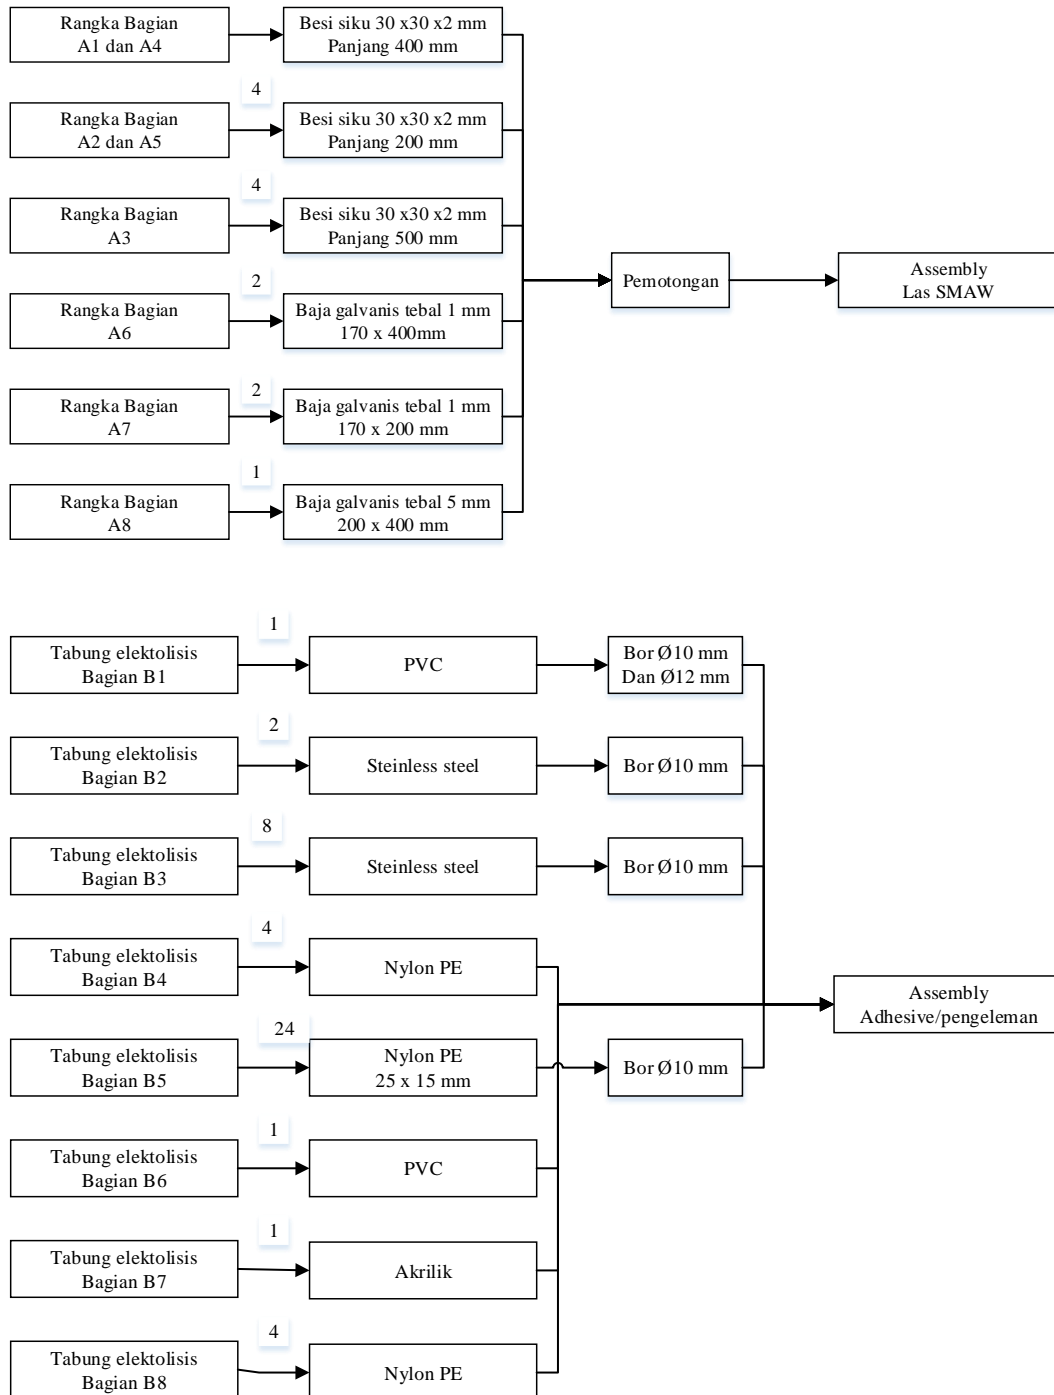 Rangka Bagian
A1 dan A4
Besi siku 30 x30 x2 mm
Panjang 400 mm
4
Rangka Bagian
A2 dan A5
Besi siku 30 x30 x2 mm
Panjang 200 mm
4
Rangka Bagian
A3
Besi siku 30 x30 x2 mm
Panjang 500 mm
2
Rangka Bagian
A6
Baja galvanis tebal 1 mm
170 x 400mm
Pemotongan
Assembly
Las SMAW
2
Rangka Bagian
A7
Baja galvanis tebal 1 mm
170 x 200 mm
1
Rangka Bagian
A8
Baja galvanis tebal 5 mm
200 x 400 mm
1
Tabung elektolisis
Bagian B1
PVC
Bor Ø10 mm
Dan Ø12 mm
2
Tabung elektolisis
Bagian B2
Steinless steel
Bor Ø10 mm
8
Tabung elektolisis
Bagian B3
Steinless steel
Bor Ø10 mm
4
Tabung elektolisis
Bagian B4
Nylon PE
Assembly
Adhesive/pengeleman
24
Tabung elektolisis
Bagian B5
Nylon PE
25 x 15 mm
Bor Ø10 mm
1
Tabung elektolisis
Bagian B6
PVC
1
Tabung elektolisis
Bagian B7
Akrilik
4
Tabung elektolisis
Bagian B8
Nylon PE